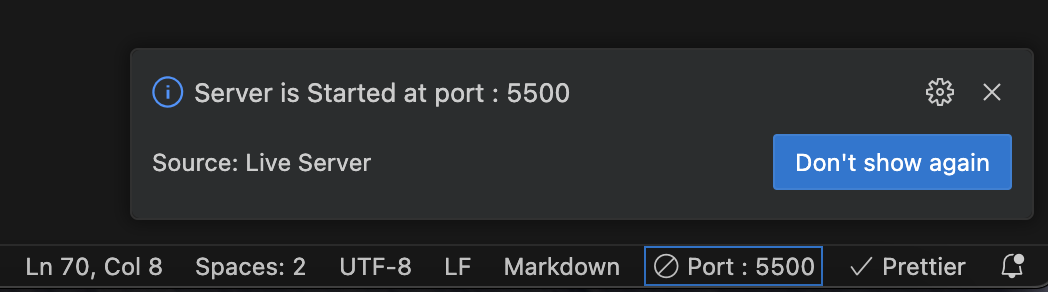 Server is Started at port : 5500
Source: Live Server
Don't show again
Ln 70, Col 8 Spaces: 2 UTF-8 LF Markdown Port : 5500 Prettier